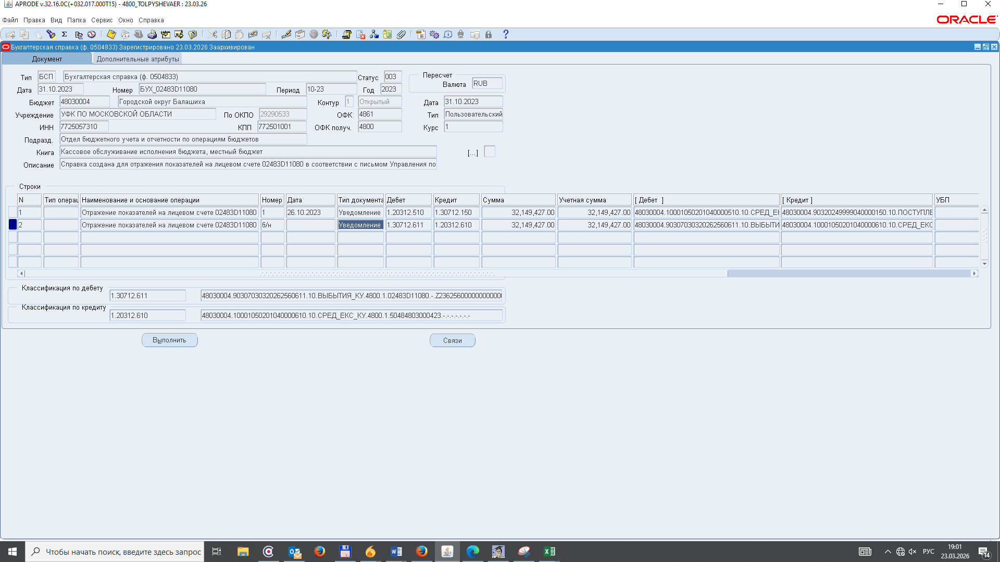 APRODE v.32.16.0C(+032.017.000T15) - 4800_TOLPYSHEVAER : 23.03.26
Файл Правка Вид Папка Сервис Окно Справка
ORACLE
Бухгалтерская справка (ф. 0504833) Зарегистрировано 23.03.2026 Заархивирован
Документ Дополнительные атрибуты
Тип БСП Бухгалтерская справка (ф. 0504833) Статус 003 Пересчет
Валюта RUB
Дата 31.10.2023 Номер БУХ_02483D11080 Период 10-23 Год 2023
Бюджет 48030004 Городской округ Балашиха Контур 1 Открытый Дата 31.10.2023
Учреждение УФК ПО МОСКОВСКОЙ ОБЛАСТИ По ОКПО 29290533 ОФК 4861 Тип Пользовательский
ИНН 7725057310 КПП 772501001 ОФК получ. 4800 Курс 1
Подразд. Отдел бюджетного учета и отчетности по операциям бюджетов
Книга Кассовое обслуживание исполнения бюджета, местный бюджет [...]
Описание Справка создана для отражения показателей на лицевом счете 02483D11080 в соответствии с письмом Управления по
Строки
N Тип операц Наименование и основание операции Номер Дата Тип документа Дебет Кредит Сумма Учетная сумма [ Дебет ] [ Кредит ] УБП
1 Отражение показателей на лицевом счете 02483D11080 1 26.10.2023 Уведомление 1.20312.510 1.30712.150 32,149,427.00 32,149,427.00 48030004.10001050201040000510.10.СРЕД_ЕК 48030004.90320249999040000150.10.ПОСТУПЛЕ
2 Отражение показателей на лицевом счете 02483D11080 б/н Уведомление 1.30712.611 1.20312.610 32,149,427.00 32,149,427.00 48030004.90307030320262560611.10.ВЫБЫТИ 48030004.10001050201040000610.10.СРЕД_ЕКС
Классификация по дебету
1.30712.611 48030004.90307030320262560611.10.ВЫБЫТИЯ_КУ.4800.1.02483D11080.-.Z23625600000000000
Классификация по кредиту
1.20312.610 48030004.10001050201040000610.10.СРЕД_ЕКС_КУ.4800.1.50484803000423.-.-.-.-.-.-.-
Выполнить Связи
Чтобы начать поиск, введите здесь запрос
РУС
19:01
23.03.2026
14